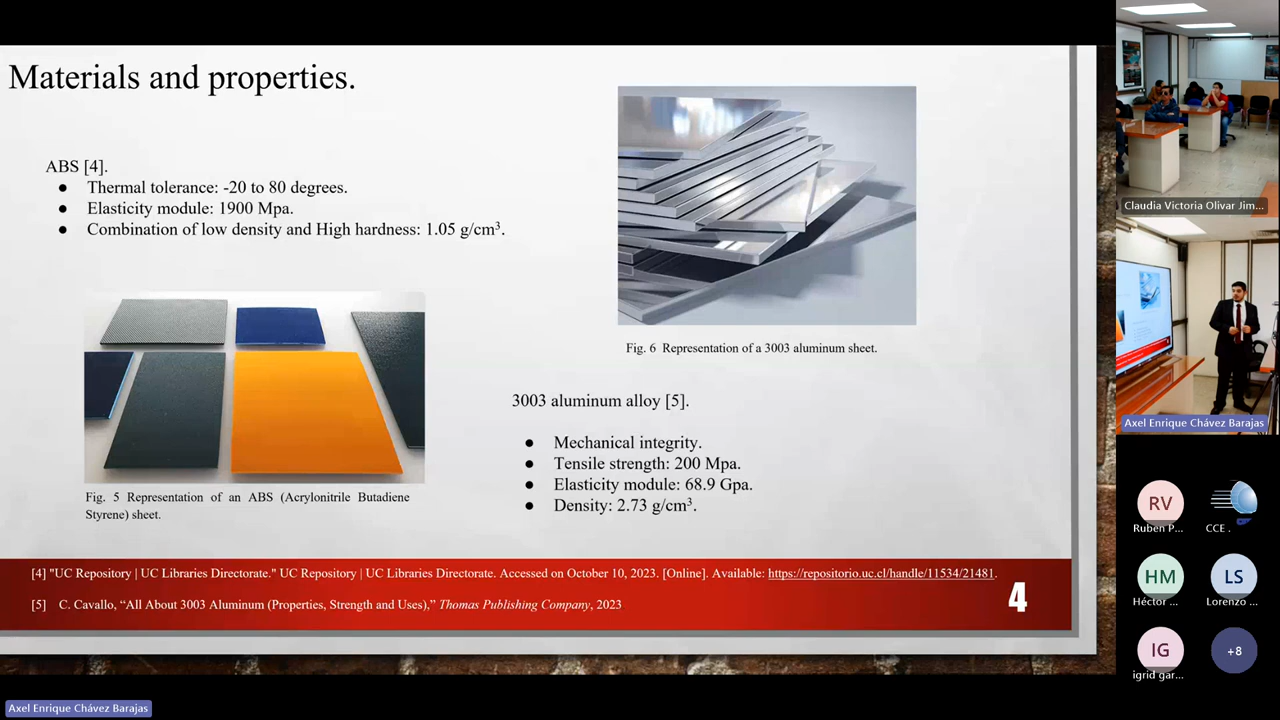 Materials and properties.
ABS [4].
● Thermal tolerance: -20 to 80 degrees.
● Elasticity module: 1900 Mpa.
● Combination of low density and High hardness: 1.05 g/cm³.
Fig. 5 Representation of an ABS (Acrylonitrile Butadiene
Styrene) sheet.
Fig. 6 Representation of a 3003 aluminum sheet.
3003 aluminum alloy [5].
● Mechanical integrity.
● Tensile strength: 200 Mpa.
● Elasticity module: 68.9 Gpa.
● Density: 2.73 g/cm³.
[4] "UC Repository | UC Libraries Directorate." UC Repository | UC Libraries Directorate. Accessed on October 10, 2023. [Online]. Available: https://repositorio.uc.cl/handle/11534/21481.
[5] C. Cavallo, “All About 3003 Aluminum (Properties, Strength and Uses),” Thomas Publishing Company, 2023
4
Claudia Victoria Olivar Jim...
Axel Enrique Chávez Barajas
RV
Ruben P...
CCE .
HM
Héctor ...
LS
Lorenzo ...
IG
igrid gar...
+8
Axel Enrique Chávez Barajas